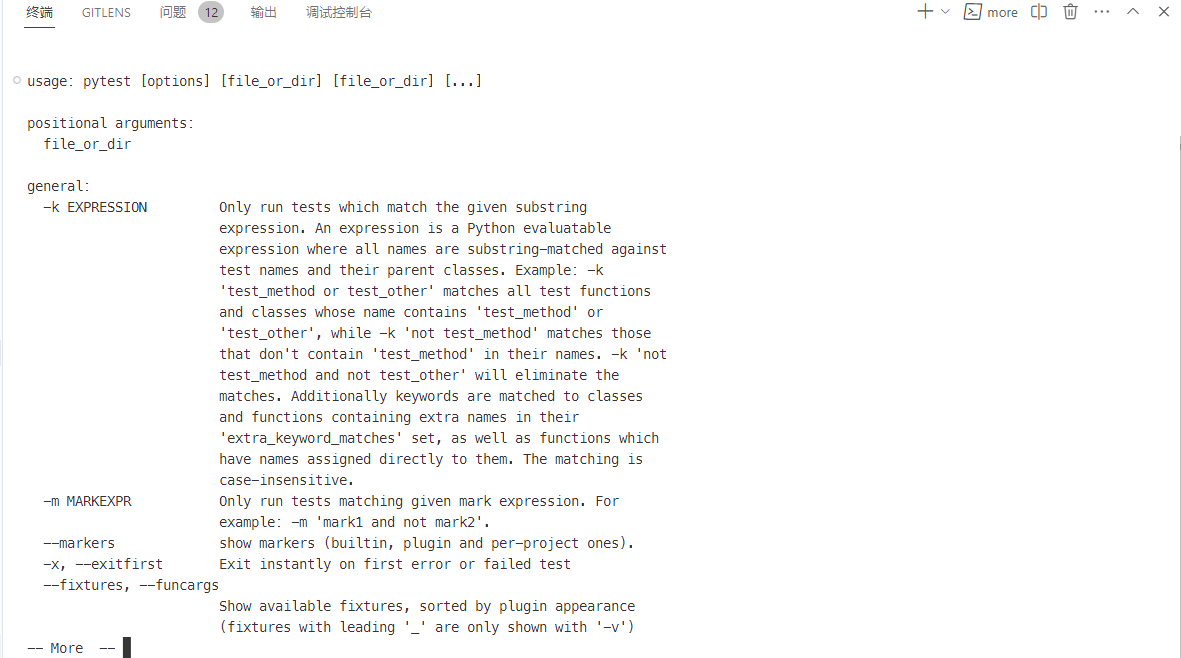 终端 GITLENS 问题 12 输出 调试控制台 more
usage: pytest [options] [file_or_dir] [file_or_dir] [...]
positional arguments:
file_or_dir
general:
-k EXPRESSION Only run tests which match the given substring
expression. An expression is a Python evaluatable
expression where all names are substring-matched against
test names and their parent classes. Example: -k
'test_method or test_other' matches all test functions
and classes whose name contains 'test_method' or
'test_other', while -k 'not test_method' matches those
that don't contain 'test_method' in their names. -k 'not
test_method and not test_other' will eliminate the
matches. Additionally keywords are matched to classes
and functions containing extra names in their
'extra_keyword_matches' set, as well as functions which
have names assigned directly to them. The matching is
case-insensitive.
-m MARKEXPR Only run tests matching given mark expression. For
example: -m 'mark1 and not mark2'.
--markers show markers (builtin, plugin and per-project ones).
-x, --exitfirst Exit instantly on first error or failed test
--fixtures, --funcargs
Show available fixtures, sorted by plugin appearance
(fixtures with leading '_' are only shown with '-v')
-- More --